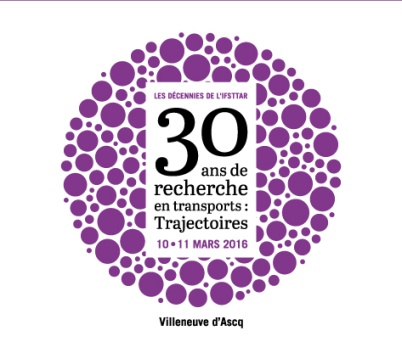 LES DÉCENNIES DE L'IFSTTAR
30
ans de
recherche
en transports :
Trajectoires
10 • 11 MARS 2016
Villeneuve d'Ascq